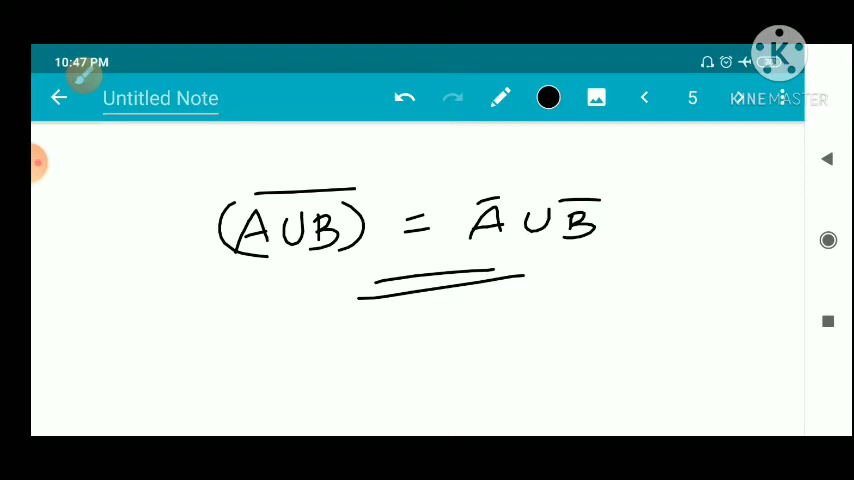 10:47 PM
K
Untitled Note
5
KINEMASTER
(A̅ ̅U̅ ̅B̅) = A̅ ∪ B̅